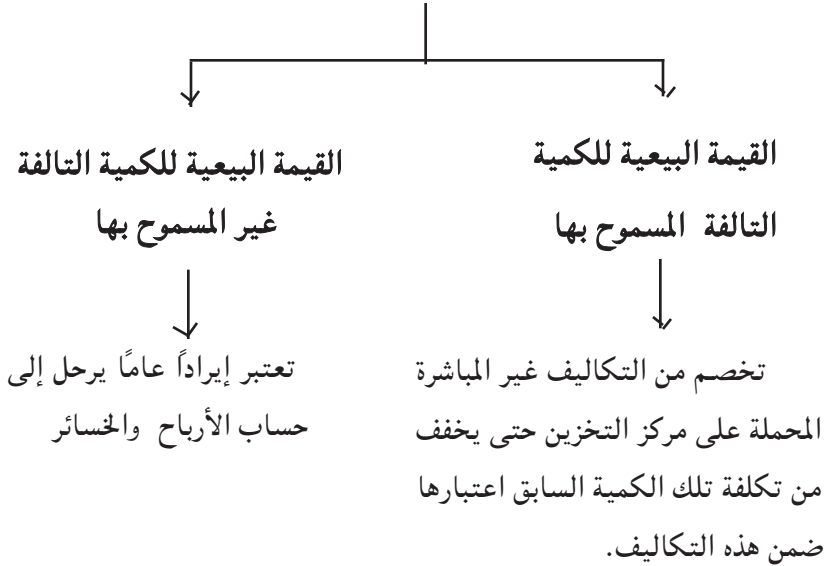 القيمة البيعية للكمية
التالفة المسموح بها
القيمة البيعية للكمية التالفة
غير المسموح بها
تخصم من التكاليف غير المباشرة
المحملة على مركز التخزين حتى يخفف
من تكلفة تلك الكمية السابق اعتبارها
ضمن هذه التكاليف.
تعتبر إيراداً عامًا يرحل إلى
حساب الأرباح والخسائر